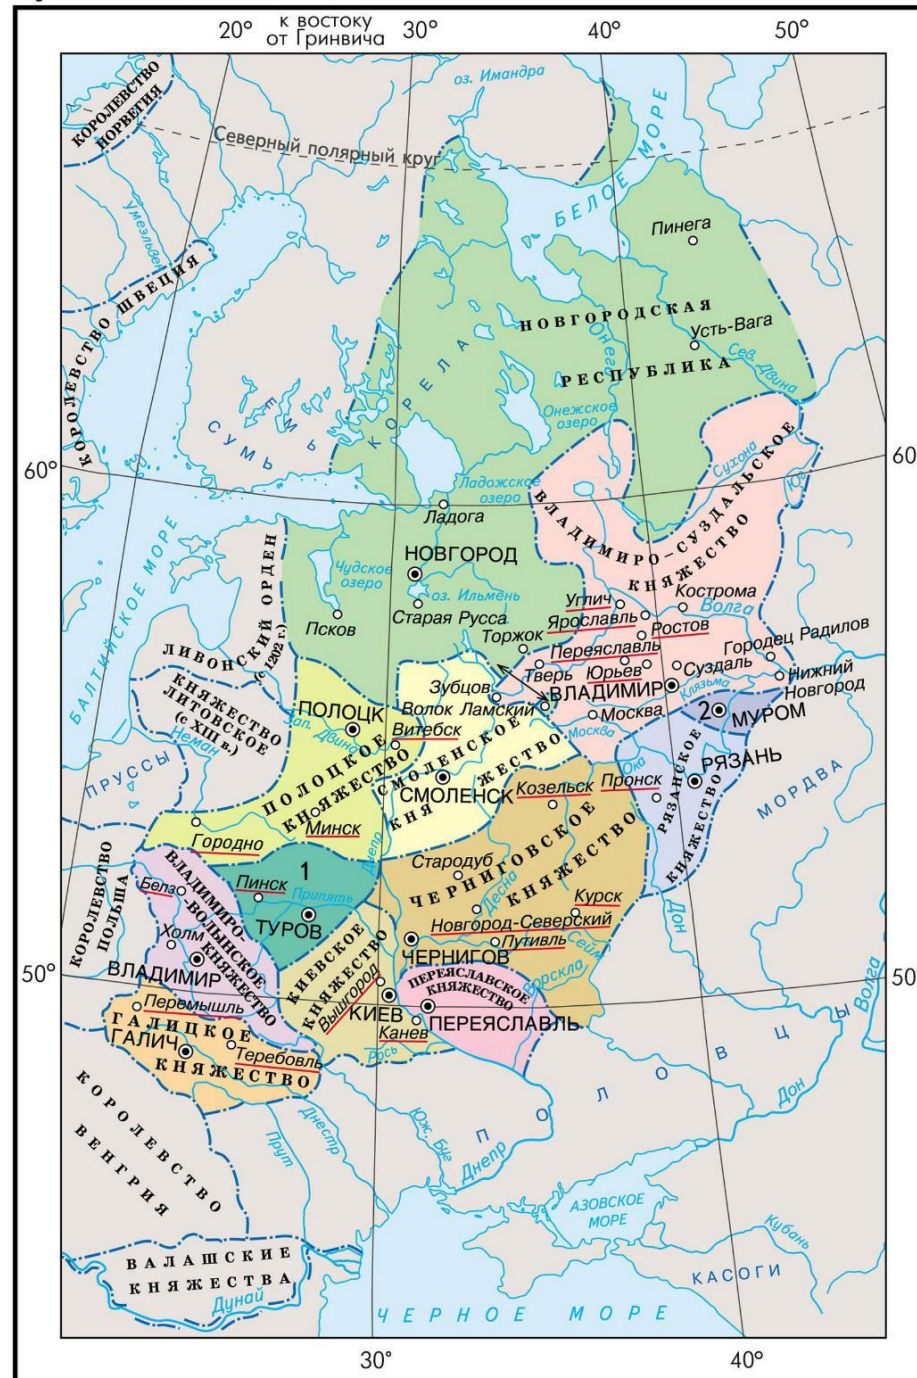 20°
к востоку
от Гринвича
30°
40°
50°
оз. Имандра
КОРОЛЕВСТВО
НОРВЕГИЯ
Северный полярный круг
БЕЛОЕ МОРЕ
Умеэльвен
Пинега
КОРОЛЕВСТВО ШВЕЦИЯ
НОВГОРОДСКАЯ
Онега
Усть-Вага
РЕСПУБЛИКА
Сев. Двина
КОРЕЛА
ЕМЬ
СУМЬ
Онежское
озеро
60°
60
Сухона
Юг
Ладожское
озеро
Ладога
ВЛАДИМИРО-СУЗДАЛЬСКОЕ
КНЯЖЕСТВО
БАЛТИЙСКОЕ МОРЕ
НОВГОРОД
Чудское
озеро
оз. Ильмень
Псков
Старая Русса
Углич
Кострома
Волга
Ярославль
Ростов
Торжок
Переяславль
Городец Радилов
ЛИВОНСКИЙ ОРДЕН
(с 1202 г.)
Тверь
Юрьев
Суздаль
Нижний
Новгород
Зубцов
ВЛАДИМИР
Клязьма
КНЯЖЕСТВО
ЛИТОВСКОЕ
(с XIII в.)
ПОЛОЦК
Волок Ламский
Москва
2
МУРОМ
Зап. Двина
Витебск
Москва
Неман
ПРУССЫ
ПОЛОЦКОЕ
КНЯЖЕСТВО
СМОЛЕНСКОЕ
КНЯЖЕСТВО
СМОЛЕНСК
Ока
РЯЗАНЬ
РЯЗАНСКОЕ
КНЯЖЕСТВО
МОРДВА
Козельск
Пронск
Минск
Городно
Днепр
КОРОЛЕВСТВО
ПОЛЬША
ВЛАДИМИРО-
ВОЛЫНСКОЕ
КНЯЖЕСТВО
1
Стародуб
ЧЕРНИГОВСКОЕ
КНЯЖЕСТВО
Белз
Пинск
Припять
Десна
Курск
Дон
ТУРОВ
Новгород-Северский
Холм
Путивль
Сейм
ВЛАДИМИР
КИЕВСКОЕ
КНЯЖЕСТВО
ЧЕРНИГОВ
50°
50
ПЕРЕЯСЛАВСКОЕ
КНЯЖЕСТВО
Ворскла
Вышгород
Волга
Перемышль
КИЕВ
ПЕРЕЯСЛАВЛЬ
ГАЛИЦКОЕ
КНЯЖЕСТВО
ГАЛИЧ
Теребовль
Канев
Рось
ПОЛОВЦЫ
КОРОЛЕВСТВО
ВЕНГРИЯ
Прут
Днестр
Юж. Буг
Днепр
Дон
АЗОВСКОЕ
МОРЕ
Кубань
ВАЛАШСКИЕ
КНЯЖЕСТВА
Дунай
КАСОГИ
ЧЕРНОЕ МОРЕ
30°
40°